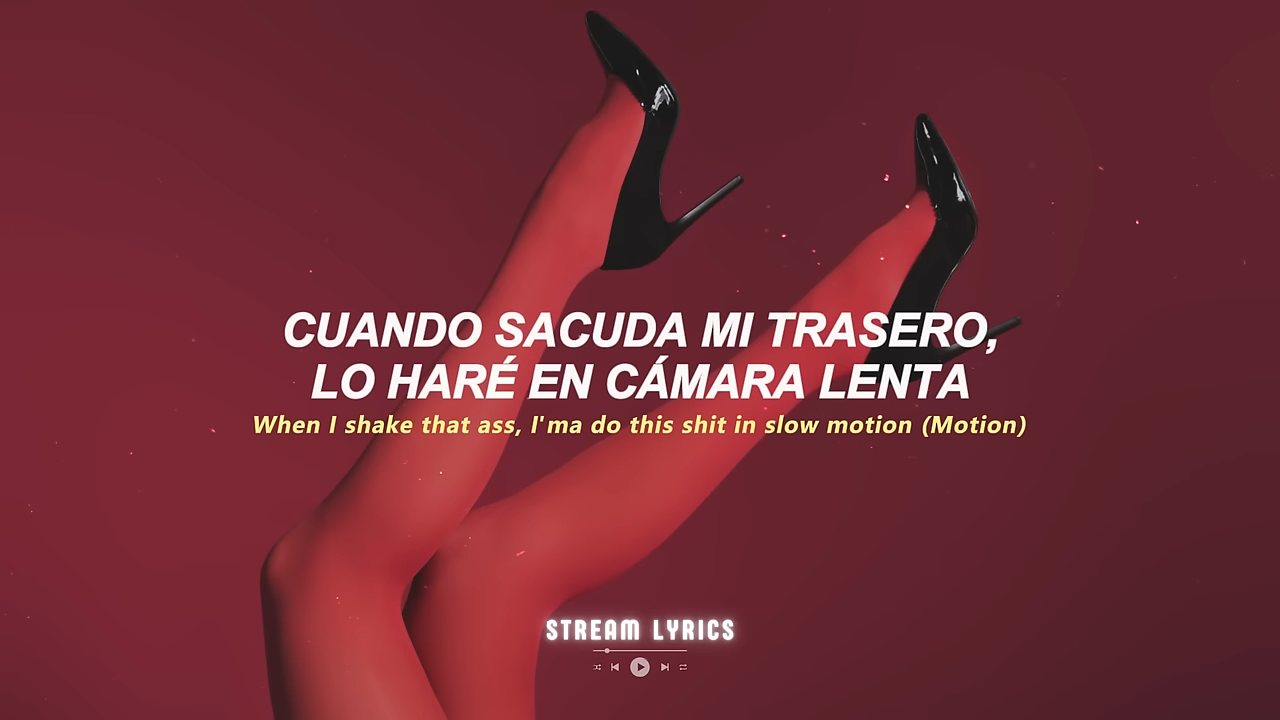 CUANDO SACUDA MI TRASERO,
LO HARÉ EN CÁMARA LENTA
When I shake that ass, I'ma do this shit in slow motion (Motion)
STREAM LYRICS